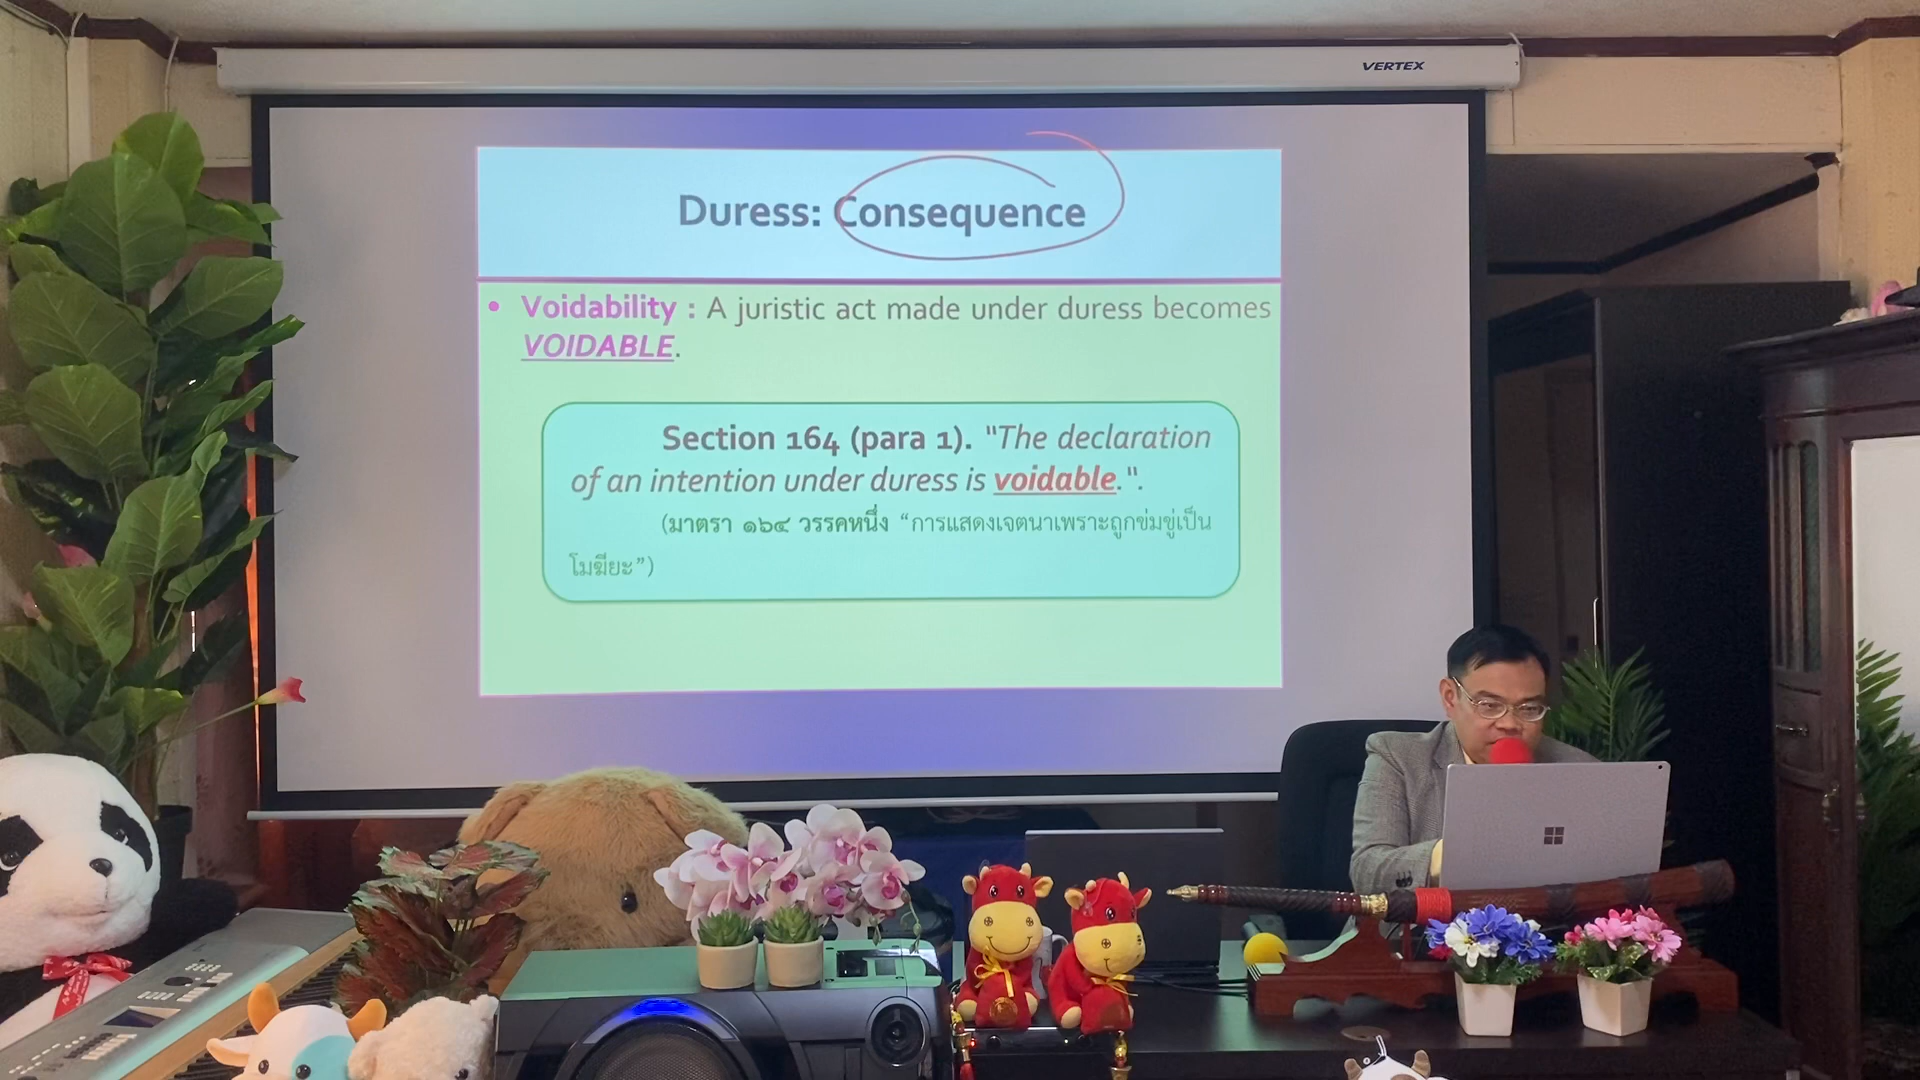 VERTEX
Duress: Consequence
• Voidability : A juristic act made under duress becomes
VOIDABLE.
Section 164 (para 1). "The declaration
of an intention under duress is voidable.".
(มาตรา ๑๖๔ วรรคหนึ่ง “การแสดงเจตนาเพราะถูกข่มขู่เป็น
โมฆียะ”)